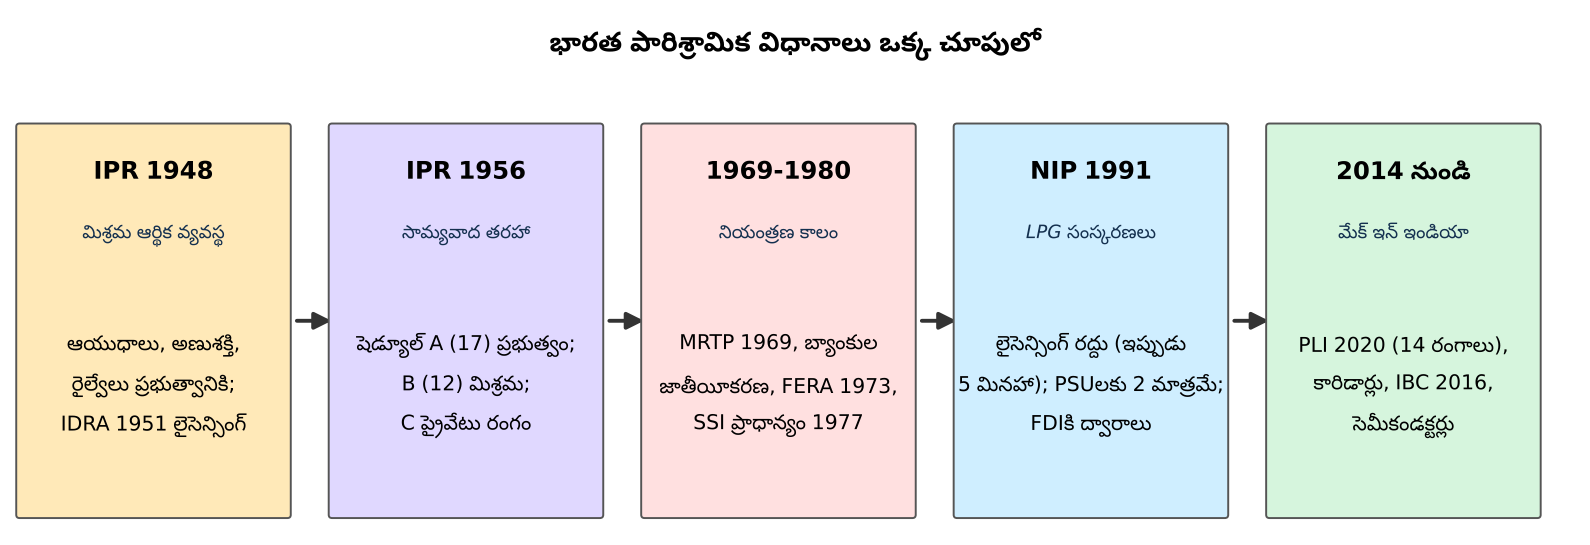 భారత పారిశ్రామిక విధానాలు ఒక్క చూపులో
IPR 1948
మిశ్రమ ఆర్థిక వ్యవస్థ
ఆయుధాలు, అణుశక్తి,
రైల్వేలు ప్రభుత్వానికి;
IDRA 1951 లైసెన్సింగ్
IPR 1956
సామ్యవాద తరహా
షెడ్యూల్ A (17) ప్రభుత్వం;
B (12) మిశ్రమ;
C ప్రైవేటు రంగం
1969-1980
నియంత్రణ కాలం
MRTP 1969, బ్యాంకుల
జాతీయీకరణ, FERA 1973,
SSI ప్రాధాన్యం 1977
NIP 1991
LPG సంస్కరణలు
లైసెన్సింగ్ రద్దు (ఇప్పుడు
5 మినహా); PSUలకు 2 మాత్రమే;
FDIకి ద్వారాలు
2014 నుండి
మేక్ ఇన్ ఇండియా
PLI 2020 (14 రంగాలు),
కారిడార్లు, IBC 2016,
సెమీకండక్టర్లు